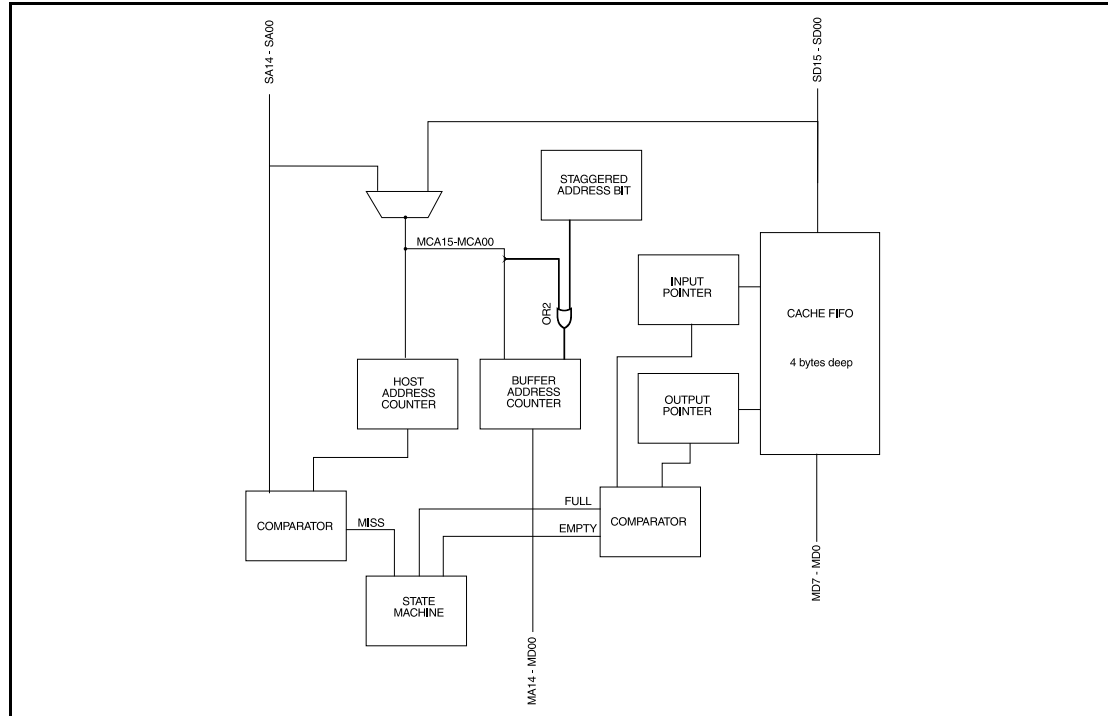 SA14 - SA00
SD15 - SD00
STAGGERED
ADDRESS BIT
MCA15-MCA00
OR2
INPUT
POINTER
CACHE FIFO
4 bytes deep
HOST
ADDRESS
COUNTER
BUFFER
ADDRESS
COUNTER
OUTPUT
POINTER
FULL
EMPTY
COMPARATOR
MISS
COMPARATOR
STATE
MACHINE
MD7 - MD0
MA14 - MD00